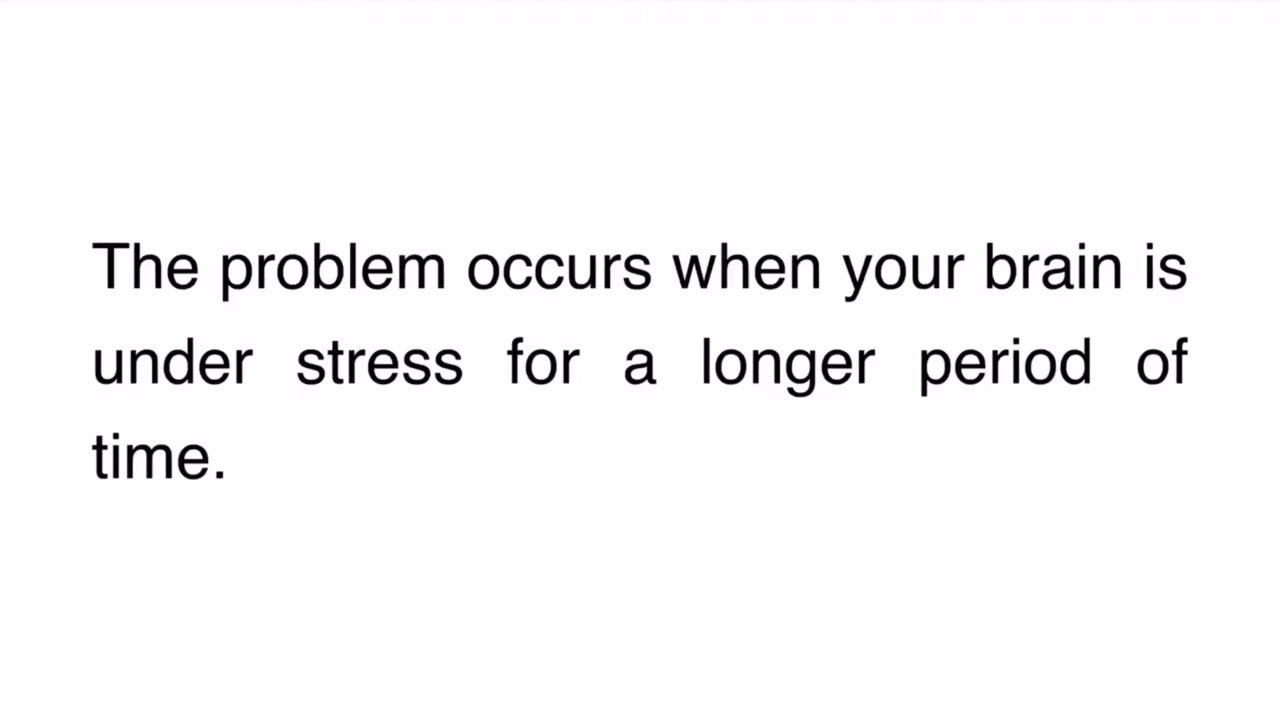 The problem occurs when your brain is
under stress for a longer period of
time.